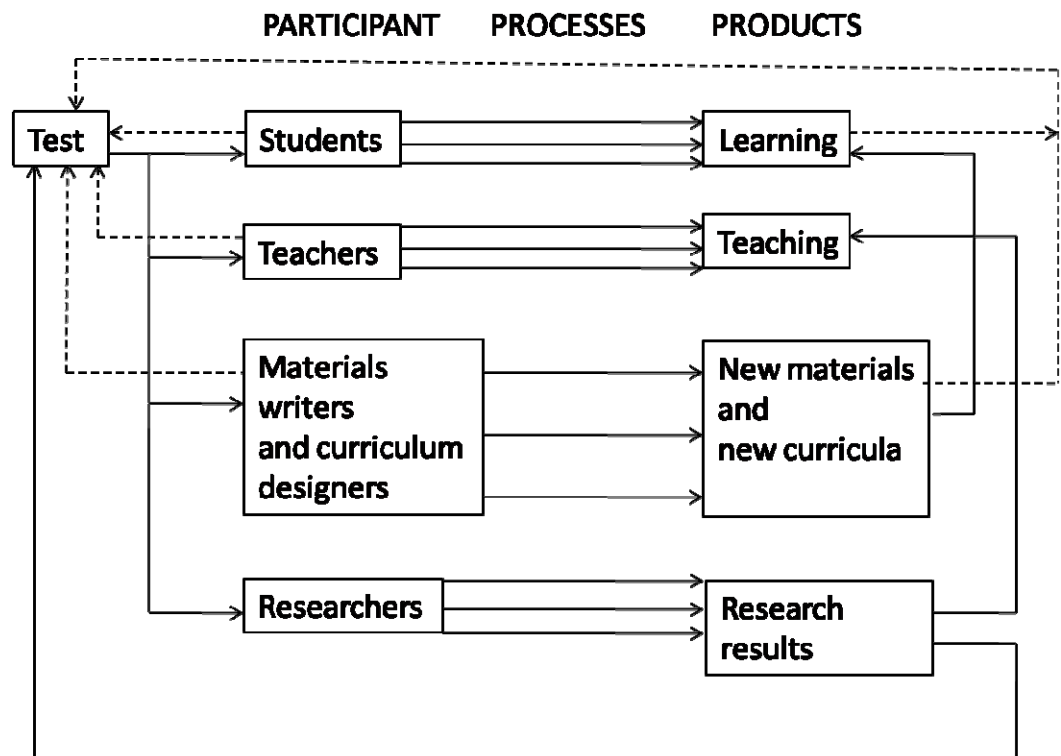 PARTICIPANT PROCESSES PRODUCTS
Test
Students
Learning
Teachers
Teaching
Materials
writers
and curriculum
designers
New materials
and
new curricula
Researchers
Research
results